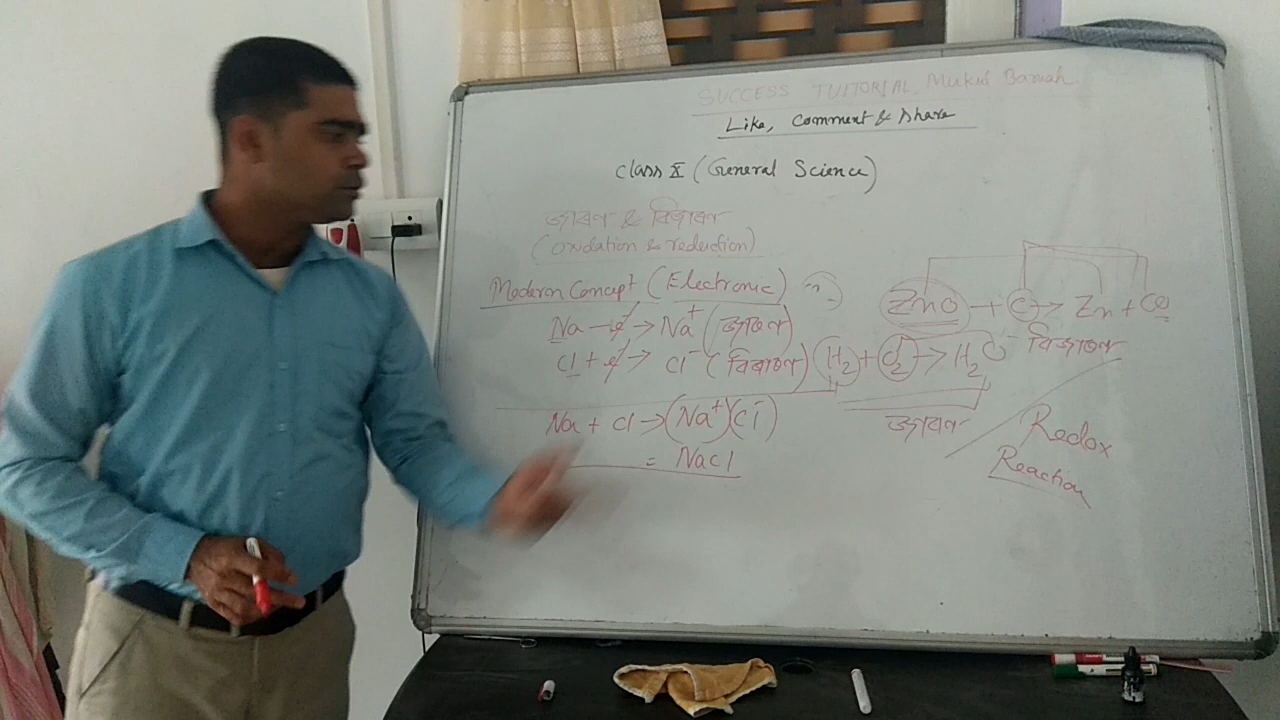 SUCCESS TUITORIAL, Mukul Baruah
Like, Comment & Share
Class X (General Science)
জাৰণ & বিজাৰণ
(Oxidation & reduction)
Modern Concept (Electronic)
Na - e⁻ → Na⁺ (জাৰণ)
Cl + e⁻ → Cl⁻ (বিজাৰণ)
Na + Cl → (Na⁺)(Cl⁻)
= NaCl
ZnO + C → Zn + CO
বিজাৰণ
H₂ + O₂ → H₂O
জাৰণ
Redox
Reaction